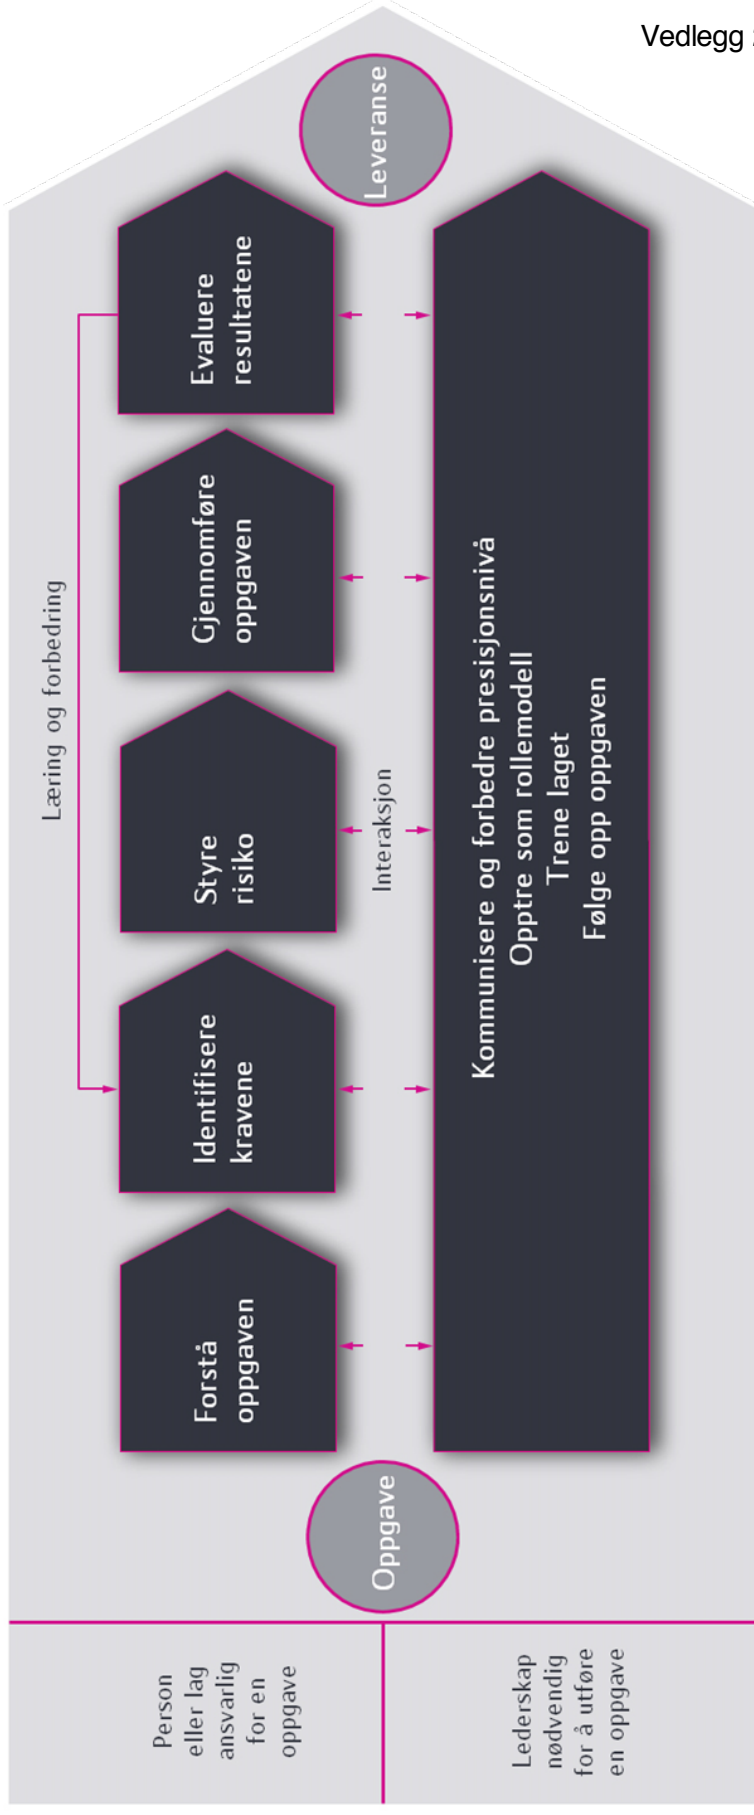 Vedlegg
Læring og forbedring
Person
eller lag
ansvarlig
for en
oppgave
Forstå
oppgaven
Identifisere
kravene
Styre
risiko
Gjennomføre
oppgaven
Evaluere
resultatene
Oppgave
Interaksjon
Leveranse
Lederskap
nødvendig
for å utføre
en oppgave
Kommunisere og forbedre presisjonsnivå
Opptre som rollemodell
Trene laget
Følge opp oppgaven